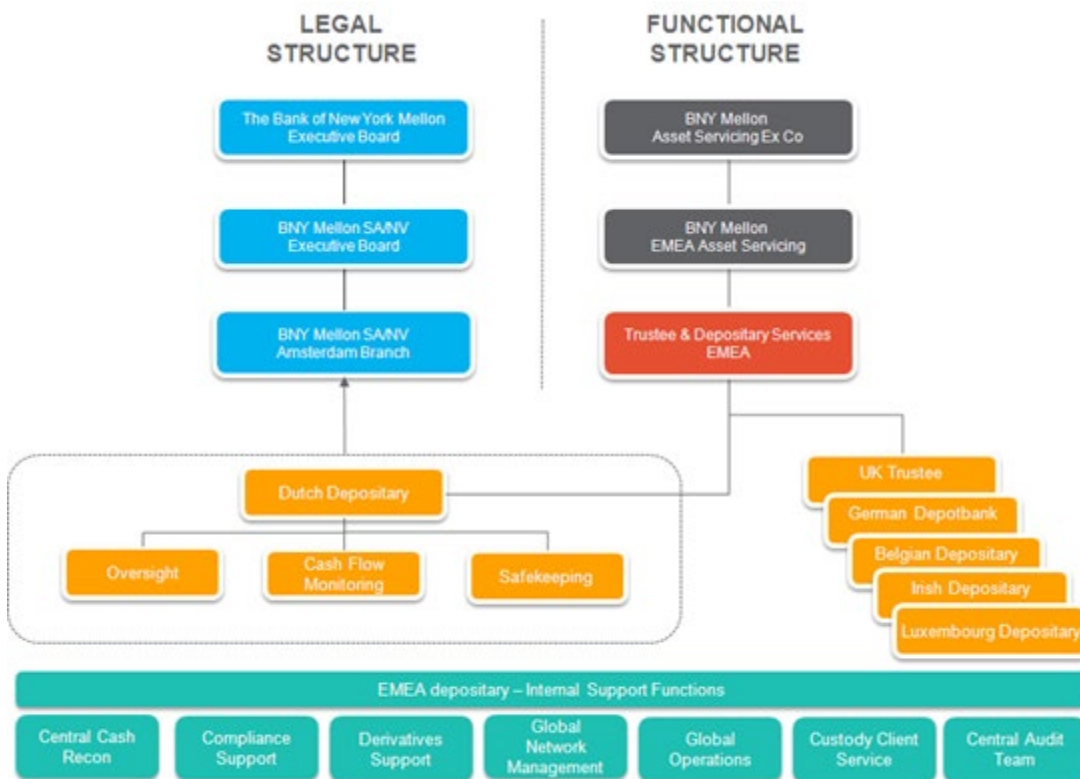 LEGAL
STRUCTURE
FUNCTIONAL
STRUCTURE
The Bank of New York Mellon
Executive Board
BNY Mellon
Asset Servicing Ex Co
BNY Mellon SA/NV
Executive Board
BNY Mellon
EMEA Asset Servicing
BNY Mellon SA/NV
Amsterdam Branch
Trustee & Depositary Services
EMEA
Dutch Depositary
Oversight
Cash Flow
Monitoring
Safekeeping
UK Trustee
German Depotbank
Belgian Depositary
Irish Depositary
Luxembourg Depositary
EMEA depositary – Internal Support Functions
Central Cash
Recon
Compliance
Support
Derivatives
Support
Global
Network
Management
Global
Operations
Custody Client
Service
Central Audit
Team